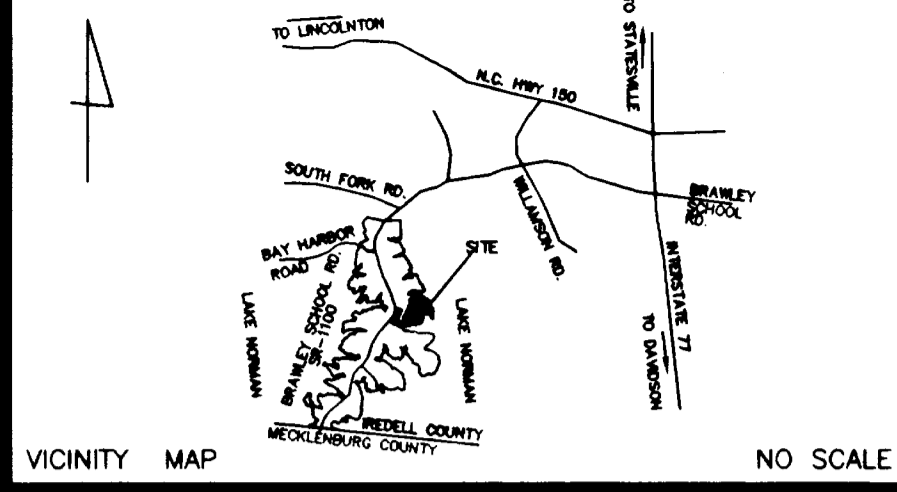 TO STATESVILLE
TO LINCOLNTON
N.C. HWY 150
SOUTH FORK RD.
WILLIAMSON RD.
BRAWLEY
SCHOOL
RD.
BAY HARBOR
ROAD
SITE
BRAWLEY SCHOOL RD.
SR-1100
LAKE NORMAN
LAKE NORMAN
INTERSTATE 77
TO DAVIDSON
IREDELL COUNTY
MECKLENBURG COUNTY
VICINITY MAP
NO SCALE